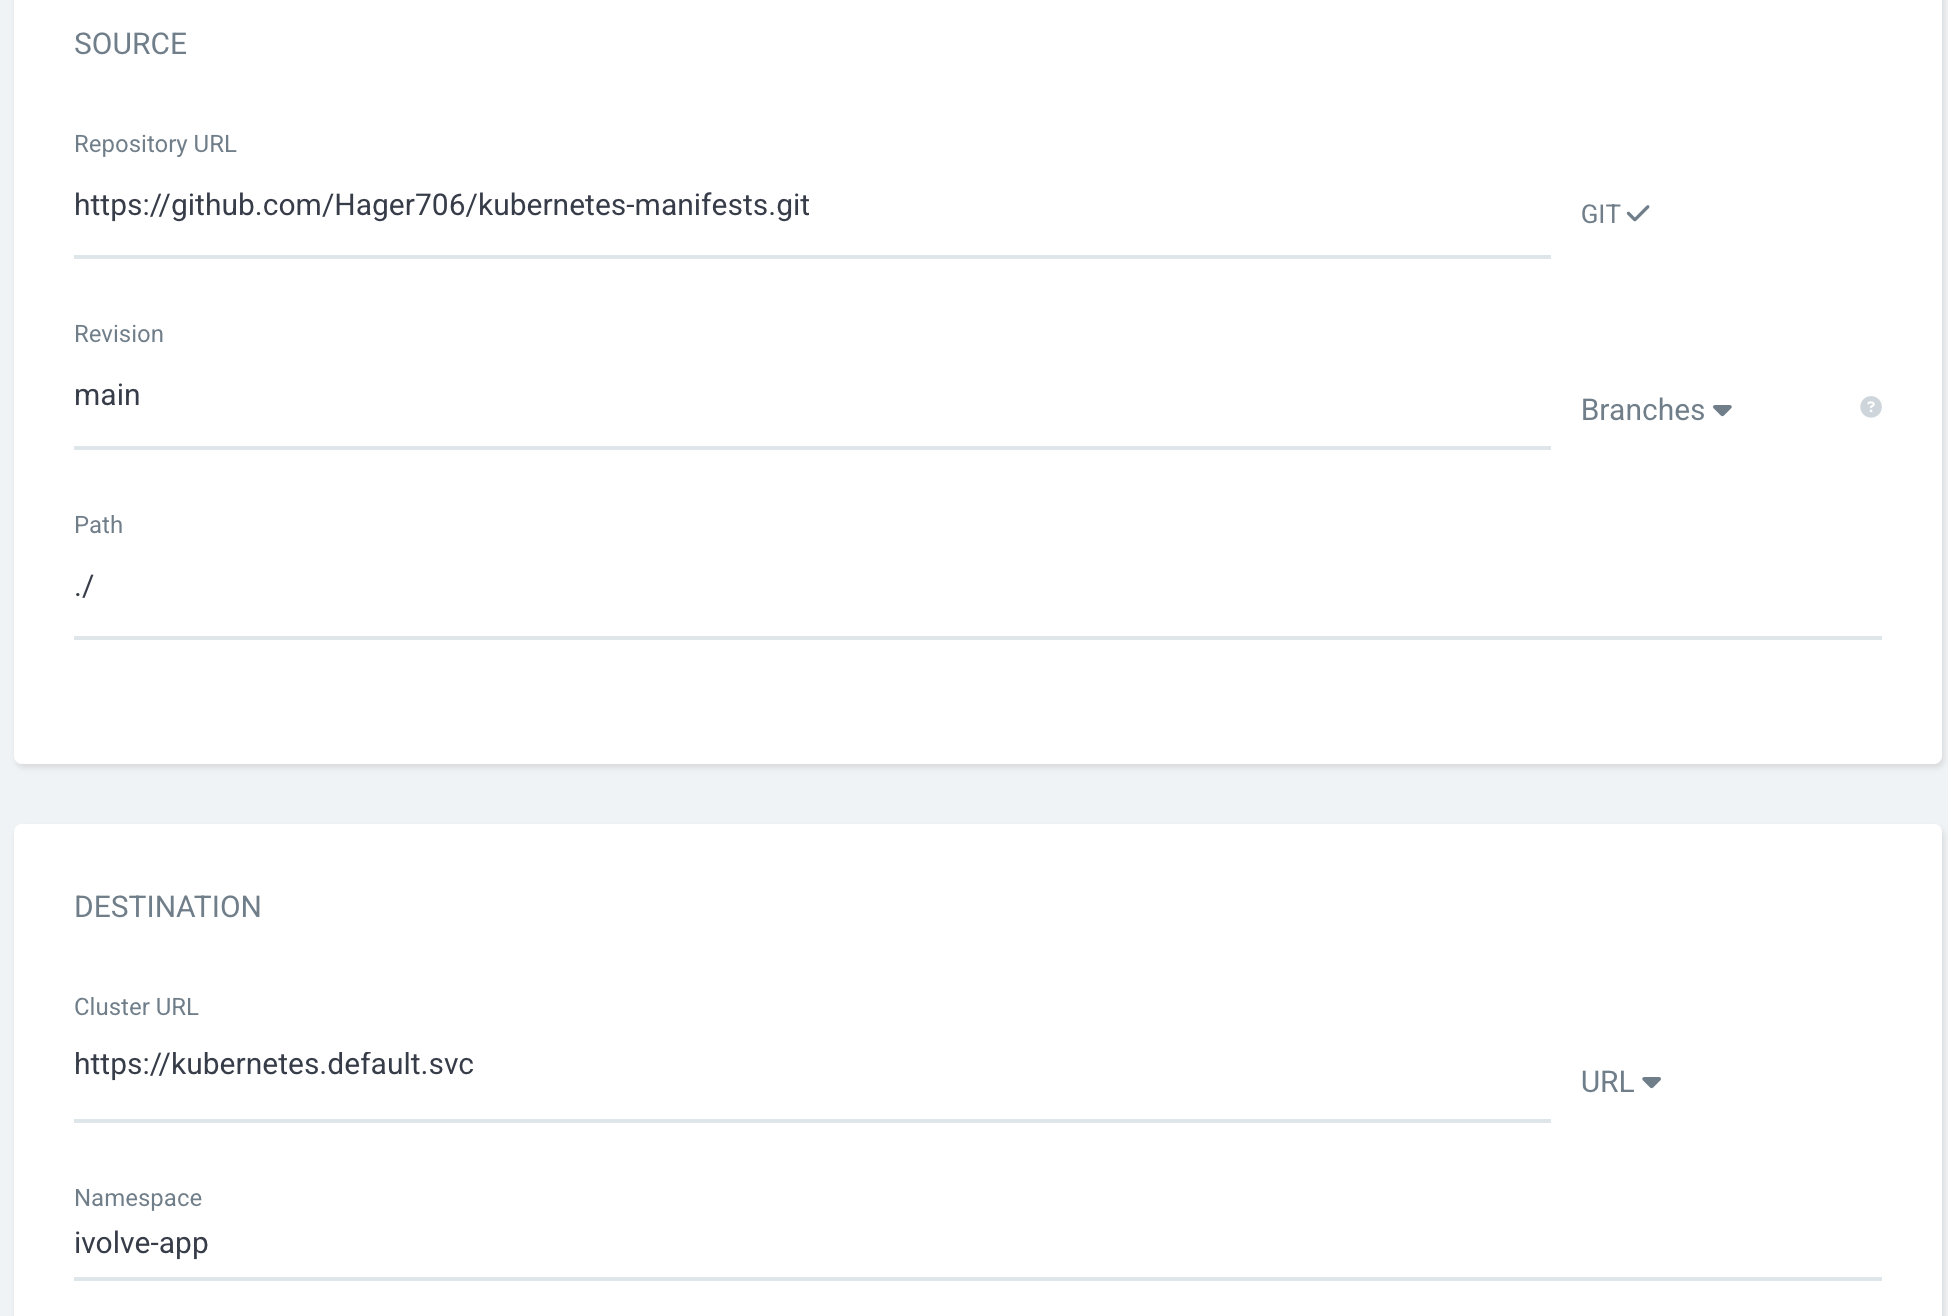 SOURCE
Repository URL
https://github.com/Hager706/kubernetes-manifests.git
GIT
Revision
main
Branches
?
Path
./
DESTINATION
Cluster URL
https://kubernetes.default.svc
URL
Namespace
ivolve-app